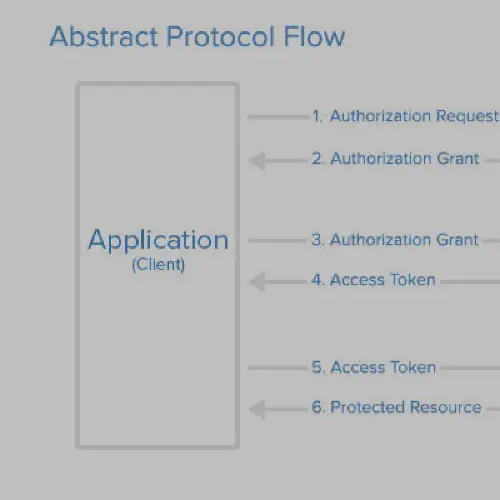 Abstract Protocol Flow
1. Authorization Request
2. Authorization Grant
Application
(Client)
3. Authorization Grant
4. Access Token
5. Access Token
6. Protected Resource